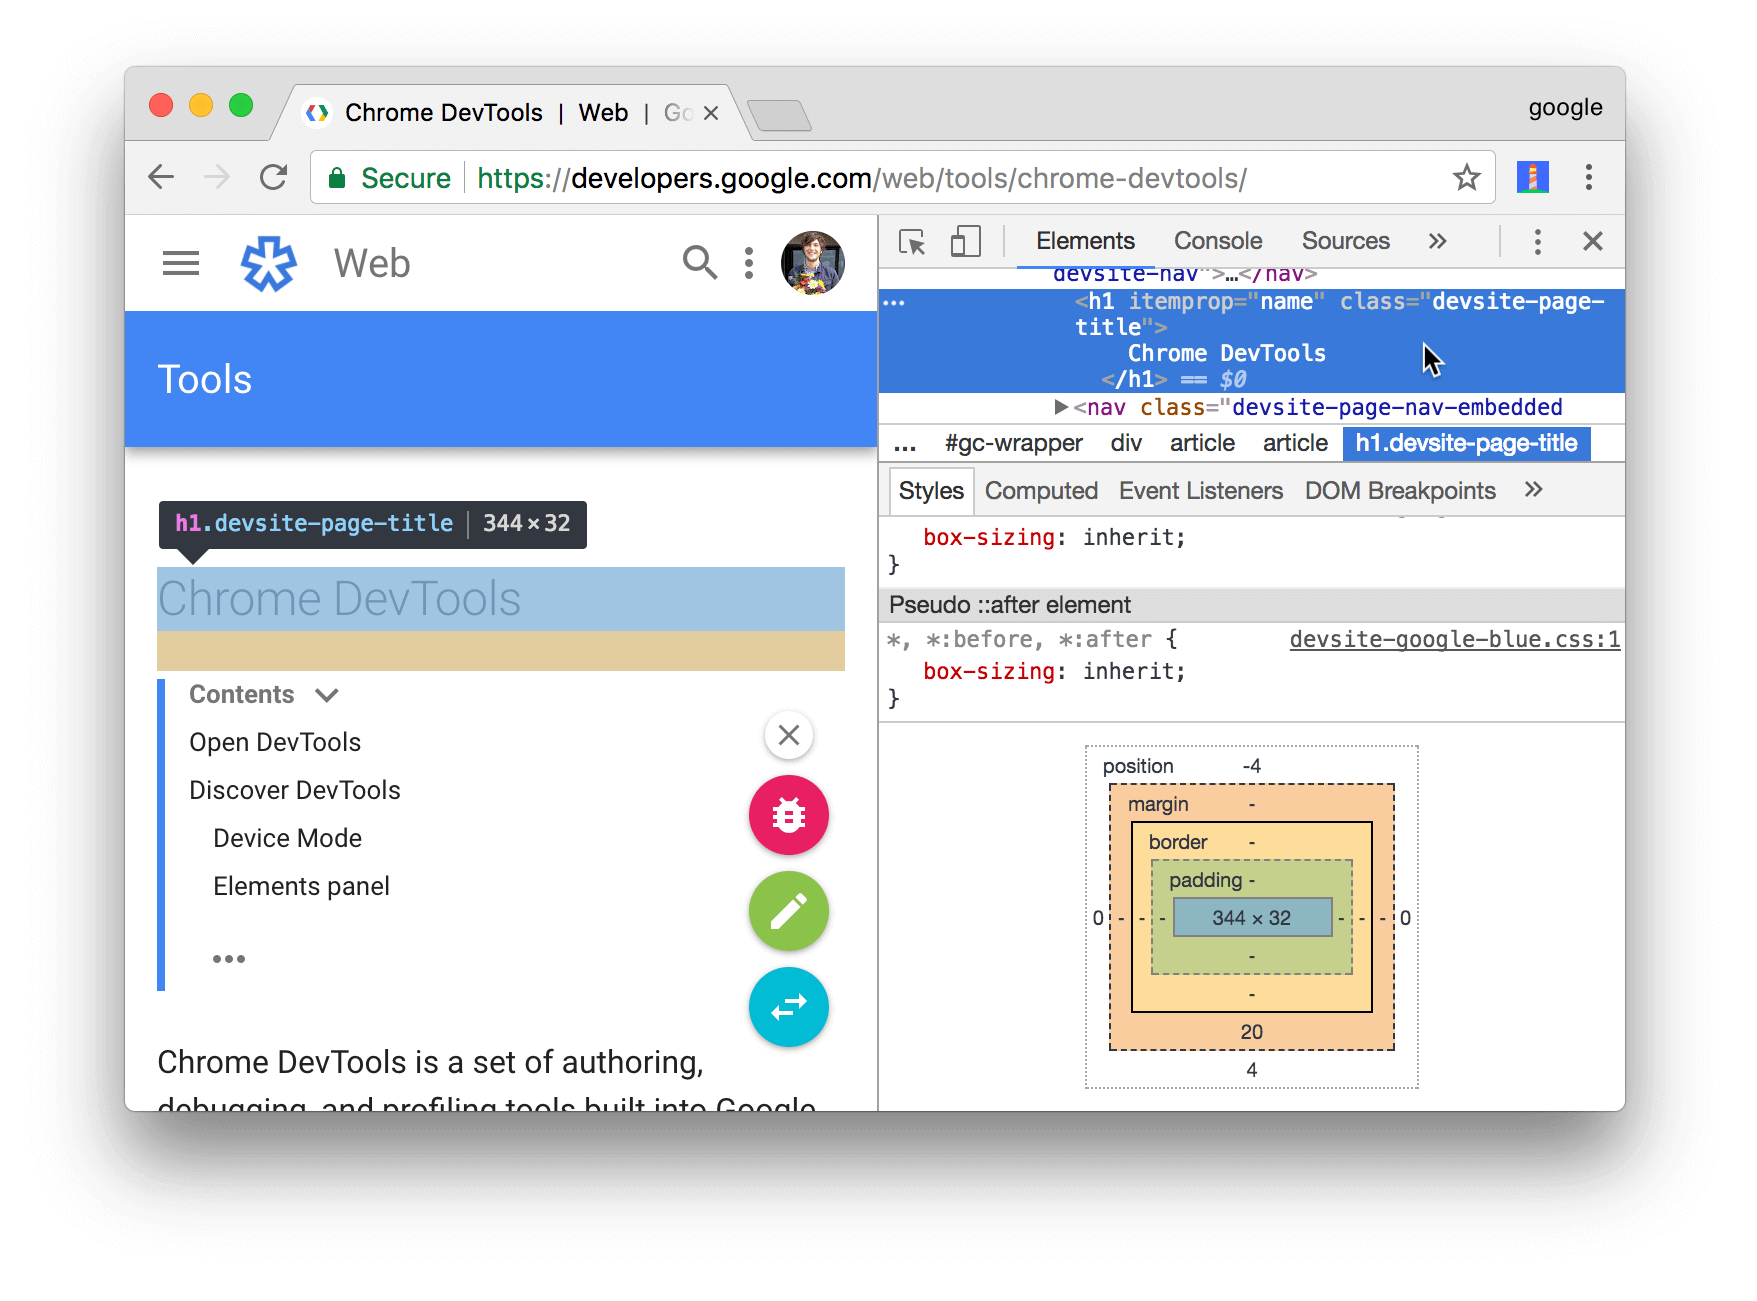 Chrome DevTools | Web | Go
google
Secure https://developers.google.com/web/tools/chrome-devtools/
Web
Tools
h1.devsite-page-title 344×32
Chrome DevTools
Contents
Open DevTools
Discover DevTools
Device Mode
Elements panel
•••
Chrome DevTools is a set of authoring,
debugging, and profiling tools built into Google
Elements Console Sources »
devsite-nav">…</nav>
<h1 itemprop="name" class="devsite-page-
title">
Chrome DevTools
</h1> == $0
▶<nav class="devsite-page-nav-embedded
... #gc-wrapper div article article h1.devsite-page-title
Styles Computed Event Listeners DOM Breakpoints »
box-sizing: inherit;
}
Pseudo ::after element
*, *:before, *:after { devsite-google-blue.css:1
box-sizing: inherit;
}
position -4
margin -
border -
padding -
0 - - - 344 × 32 - - - 0
-
-
20
4